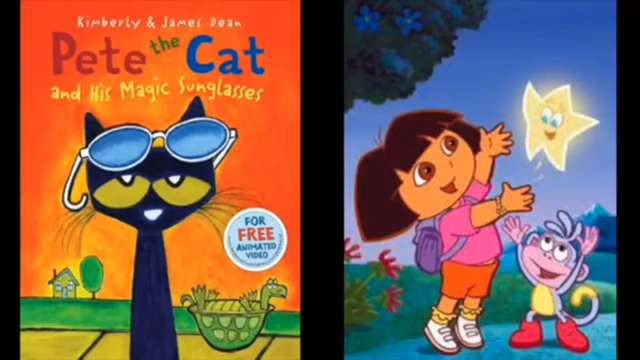 Kimberly & James Dean
Pete the Cat
and His Magic Sunglasses
FOR
FREE
ANIMATED
VIDEO